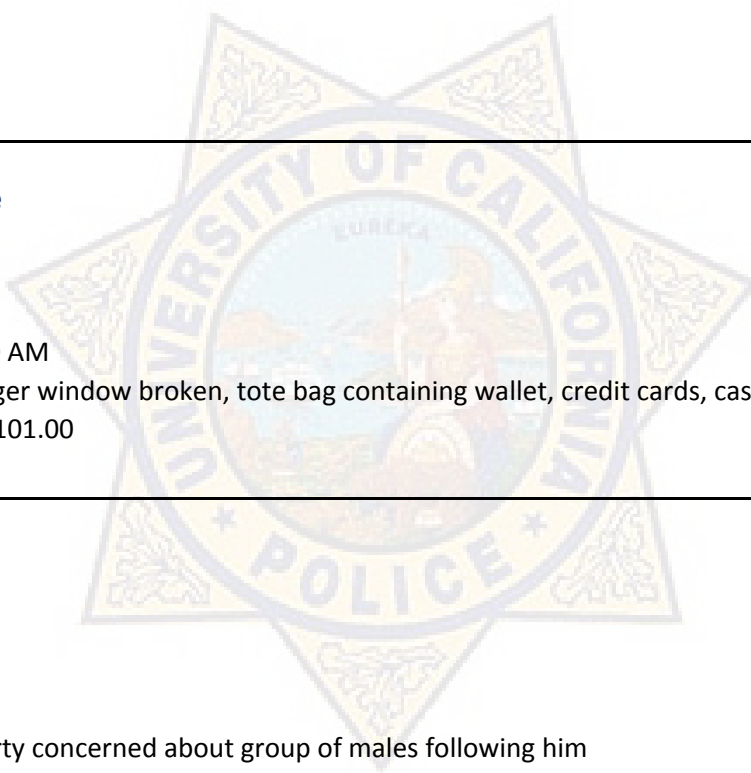 e
AM
ger window broken, tote bag containing wallet, credit cards, cas
101.00
rty concerned about group of males following him
UNIVERSITY OF CALIFORNIA
EUREKA
POLICE